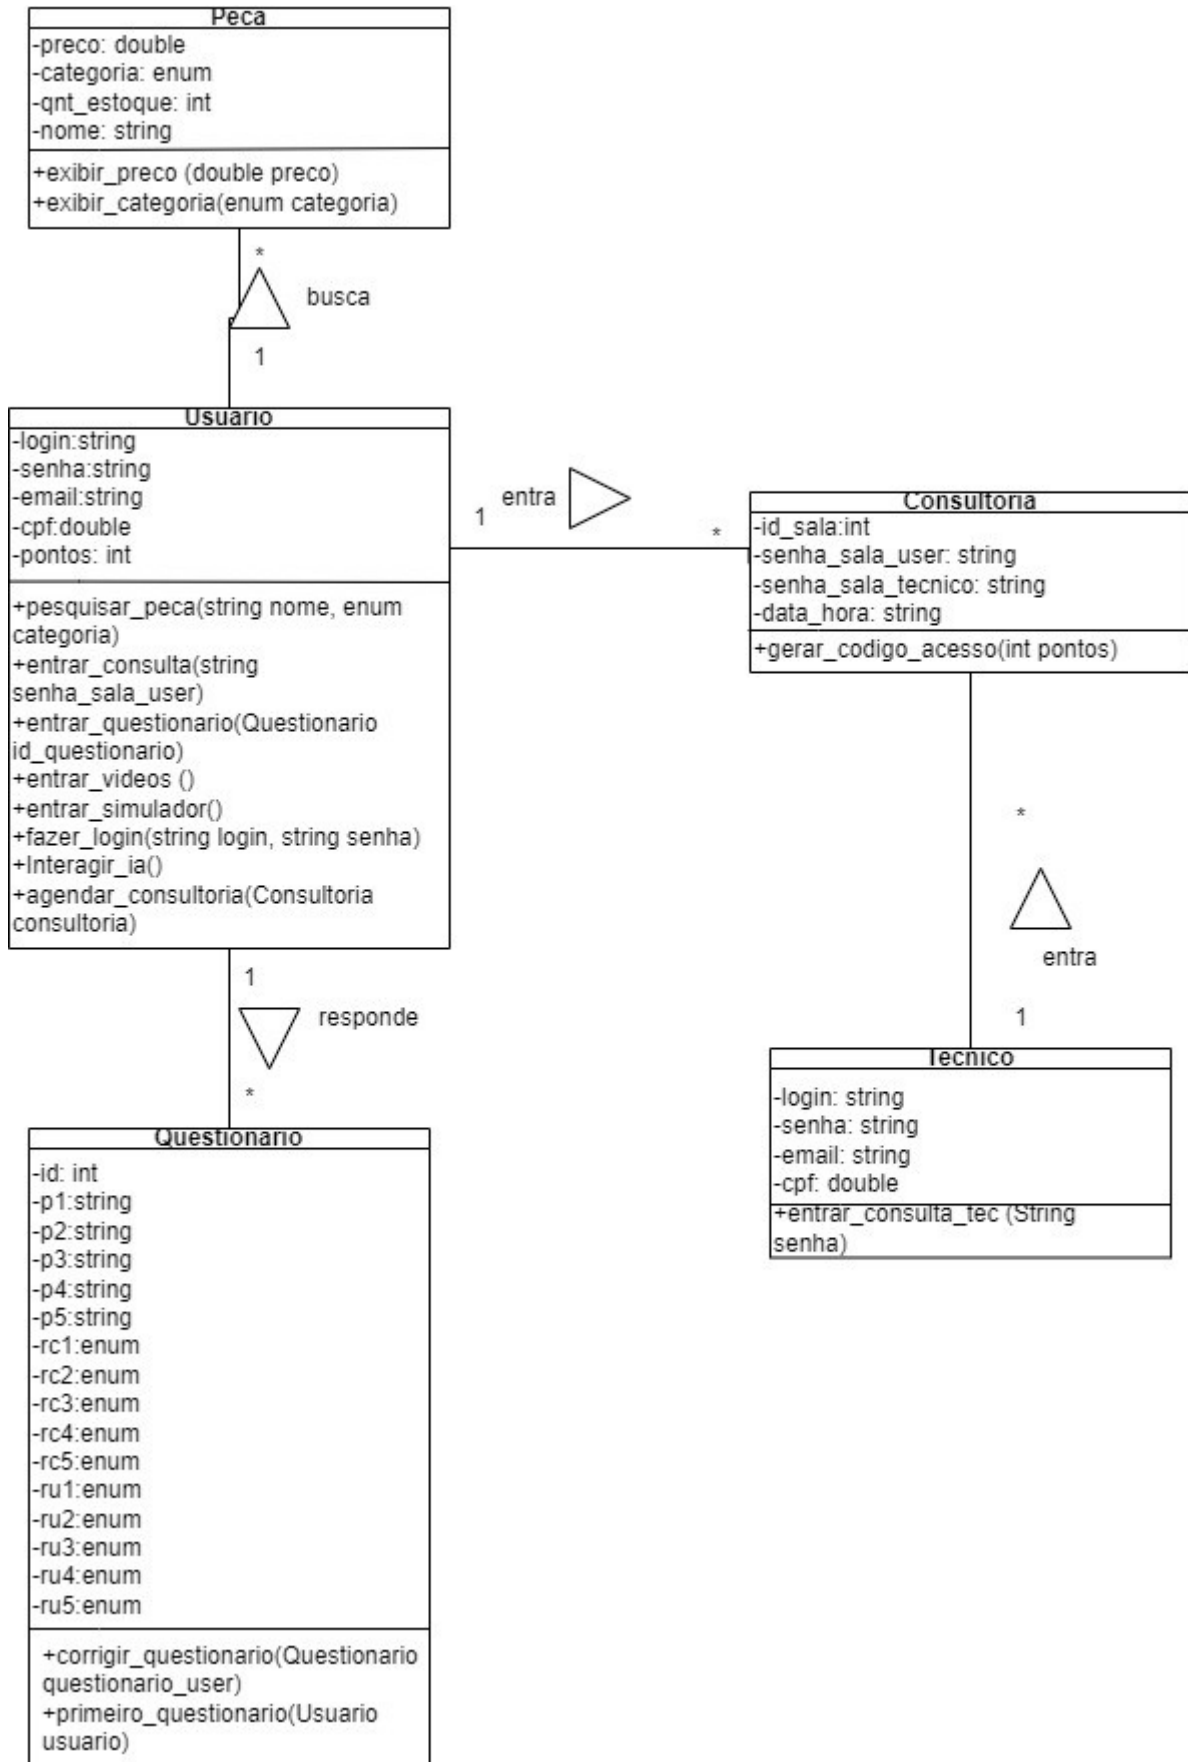 Peca
-preco: double
-categoria: enum
-qnt_estoque: int
-nome: string
+exibir_preco (double preco)
+exibir_categoria(enum categoria)
*
busca
1
Usuario
-login:string
-senha:string
-email:string
-cpf:double
-pontos: int
+pesquisar_peca(string nome, enum
categoria)
+entrar_consulta(string
senha_sala_user)
+entrar_questionario(Questionario
id_questionario)
+entrar_videos ()
+entrar_simulador()
+fazer_login(string login, string senha)
+Interagir_ia()
+agendar_consultoria(Consultoria
consultoria)
1
entra
*
Consultoria
-id_sala:int
-senha_sala_user: string
-senha_sala_tecnico: string
-data_hora: string
+gerar_codigo_acesso(int pontos)
*
entra
1
Tecnico
-login: string
-senha: string
-email: string
-cpf: double
+entrar_consulta_tec (String
senha)
1
responde
*
Questionario
-id: int
-p1:string
-p2:string
-p3:string
-p4:string
-p5:string
-rc1:enum
-rc2:enum
-rc3:enum
-rc4:enum
-rc5:enum
-ru1:enum
-ru2:enum
-ru3:enum
-ru4:enum
-ru5:enum
+corrigir_questionario(Questionario
questionario_user)
+primeiro_questionario(Usuario
usuario)